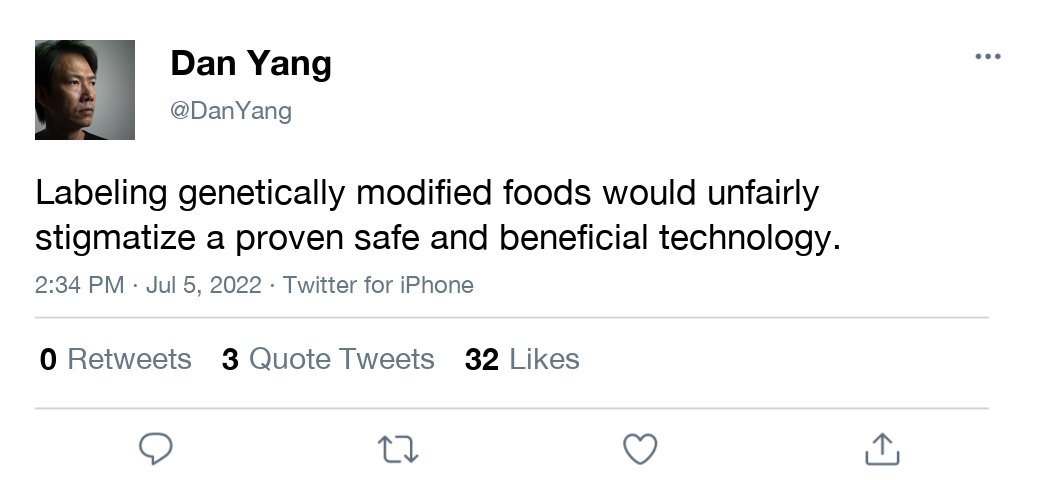 Dan Yang
@DanYang
Labeling genetically modified foods would unfairly
stigmatize a proven safe and beneficial technology.
2:34 PM · Jul 5, 2022 · Twitter for iPhone
0 Retweets 3 Quote Tweets 32 Likes